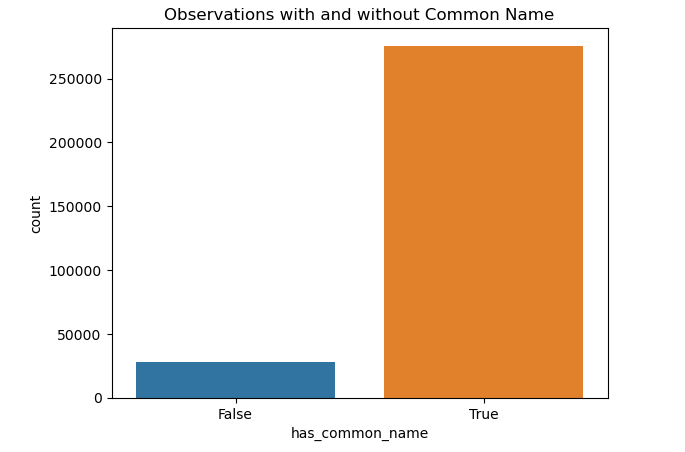 Observations with and without Common Name
250000
200000
150000
100000
50000
0
count
False True
has_common_name